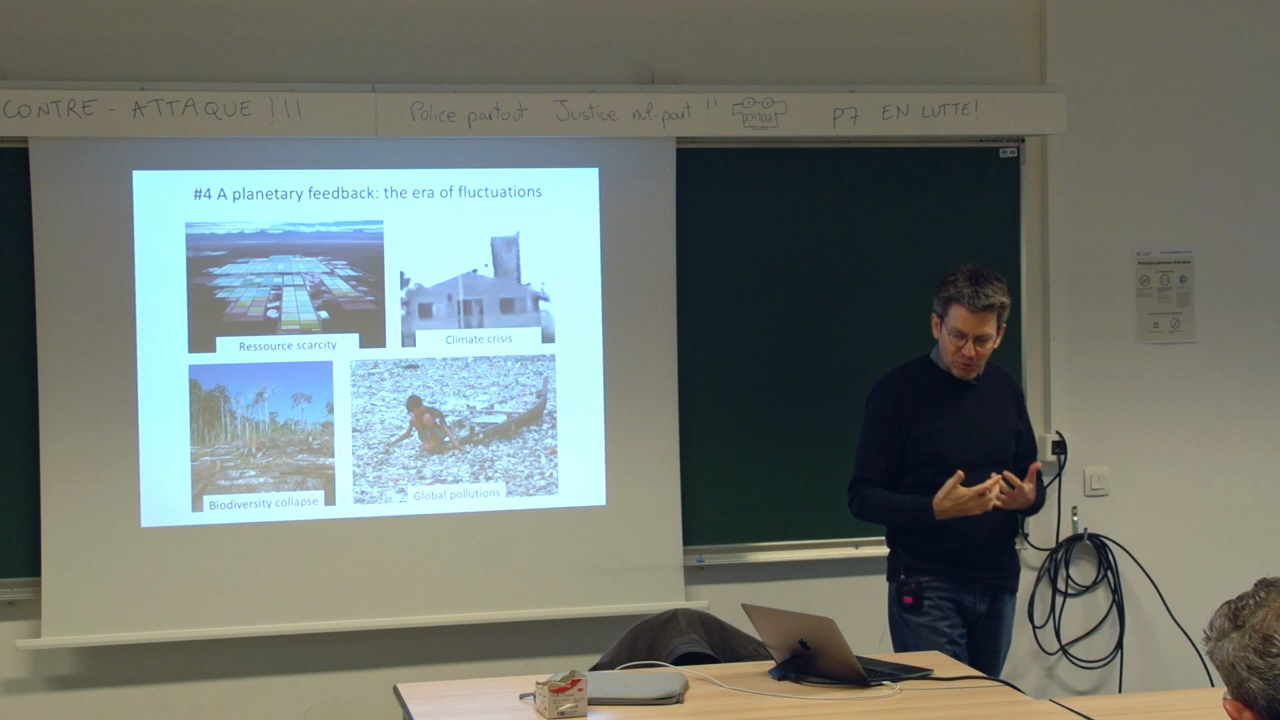 CONTRE - ATTAQUE !!!
Police partout Justice nul-part !!
P7 EN LUTTE!
#4 A planetary feedback: the era of fluctuations
Ressource scarcity
Climate crisis
Biodiversity collapse
Global pollutions